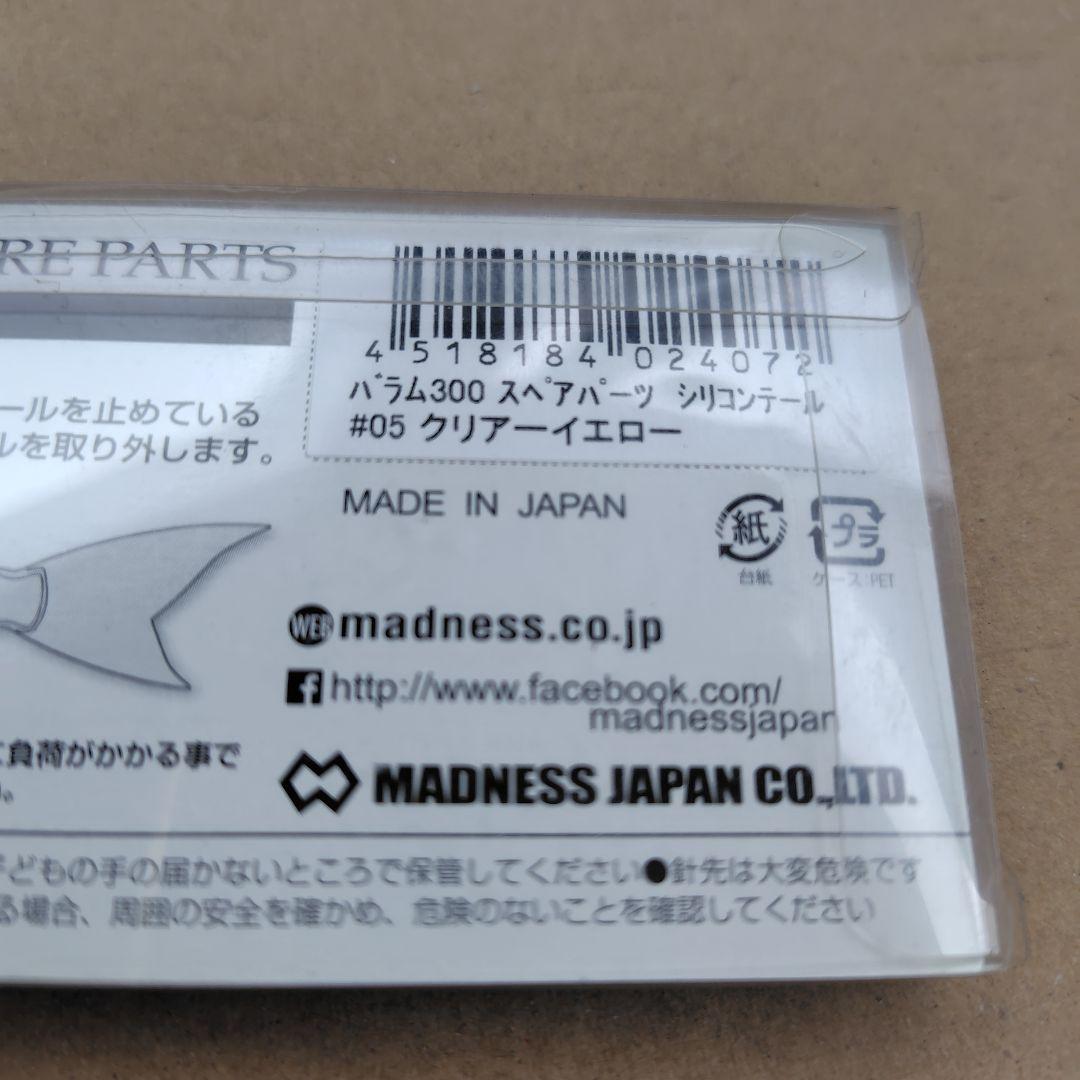 RE PARTS
4 518184 024072
バラム300 スペアパーツ シリコンテール
#05 クリアーイエロー
ールを止めている
ルを取り外します。
MADE IN JAPAN
紙
台紙
プラ
ケース:PET
WEB madness.co.jp
f http://www.facebook.com/
madnessjapan
負荷がかかる事で
MADNESS JAPAN CO.,LTD.
子どもの手の届かないところで保管してください●針先は大変危険です
る場合、周囲の安全を確かめ、危険のないことを確認してください